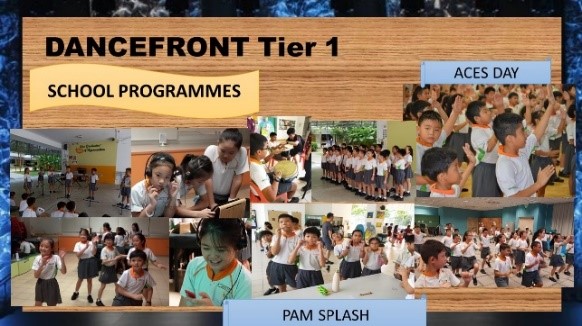 DANCEFRONT Tier 1
SCHOOL PROGRAMMES
ACES DAY
PAM SPLASH